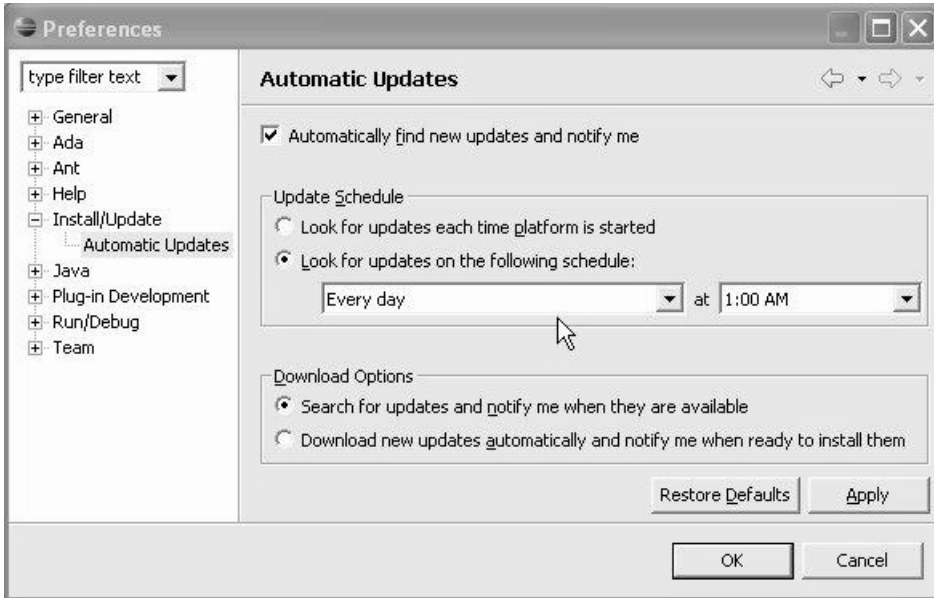 Preferences
type filter text
General
Ada
Ant
Help
Install/Update
Automatic Updates
Java
Plug-in Development
Run/Debug
Team
Automatic Updates
Automatically find new updates and notify me
Update Schedule
Look for updates each time platform is started
Look for updates on the following schedule:
Every day at 1:00 AM
Download Options
Search for updates and notify me when they are available
Download new updates automatically and notify me when ready to install them
Restore Defaults Apply
OK Cancel